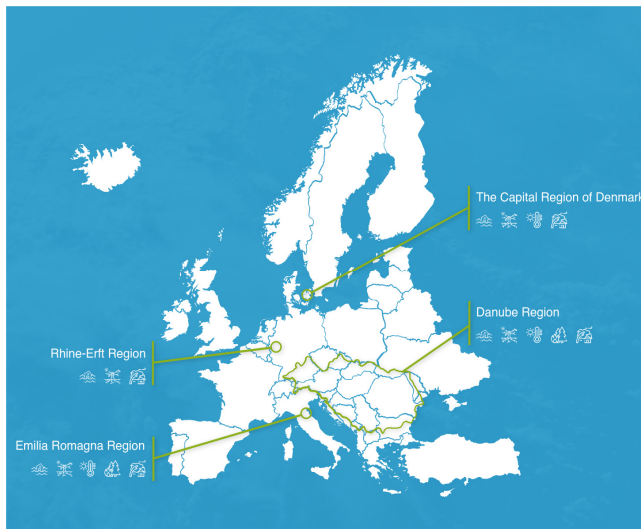 The Capital Region of Denmark
Danube Region
Rhine-Erft Region
Emilia Romagna Region